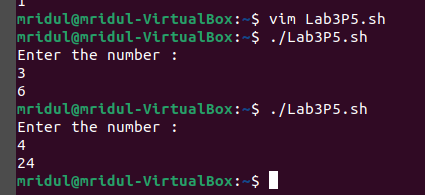 1
mridul@mridul-VirtualBox:~$ vim Lab3P5.sh
mridul@mridul-VirtualBox:~$ ./Lab3P5.sh
Enter the number :
3
6
mridul@mridul-VirtualBox:~$ ./Lab3P5.sh
Enter the number :
4
24
mridul@mridul-VirtualBox:~$